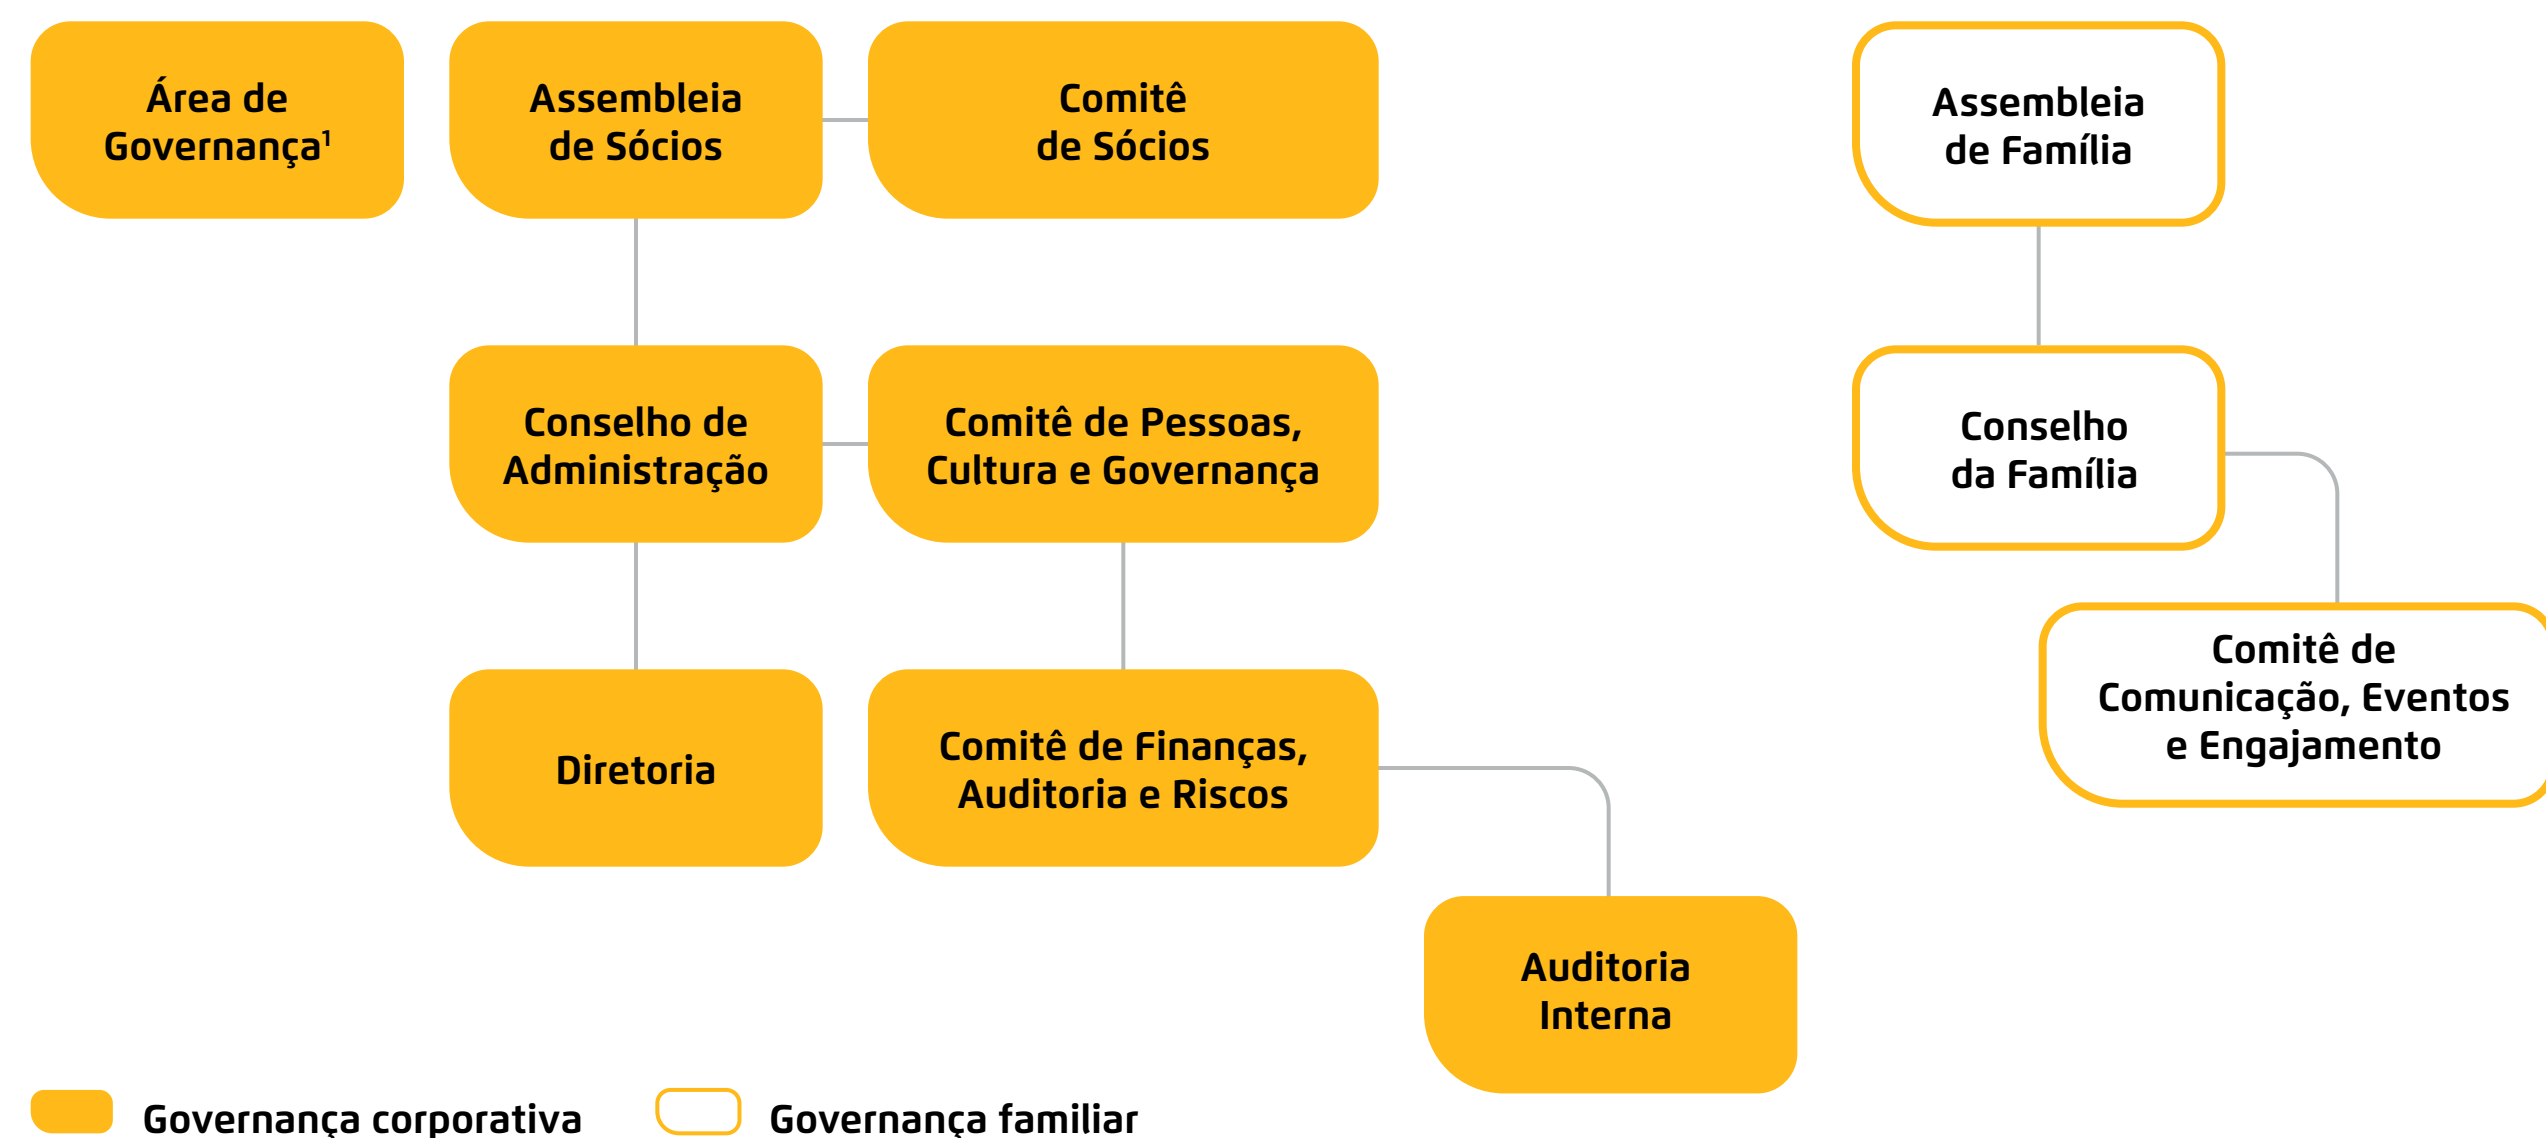 Área de
Governança¹
Assembleia
de Sócios
Comitê
de Sócios
Assembleia
de Família
Conselho de
Administração
Comitê de Pessoas,
Cultura e Governança
Conselho
da Família
Diretoria
Comitê de Finanças,
Auditoria e Riscos
Comitê de
Comunicação, Eventos
e Engajamento
Auditoria
Interna
Governança corporativa
Governança familiar